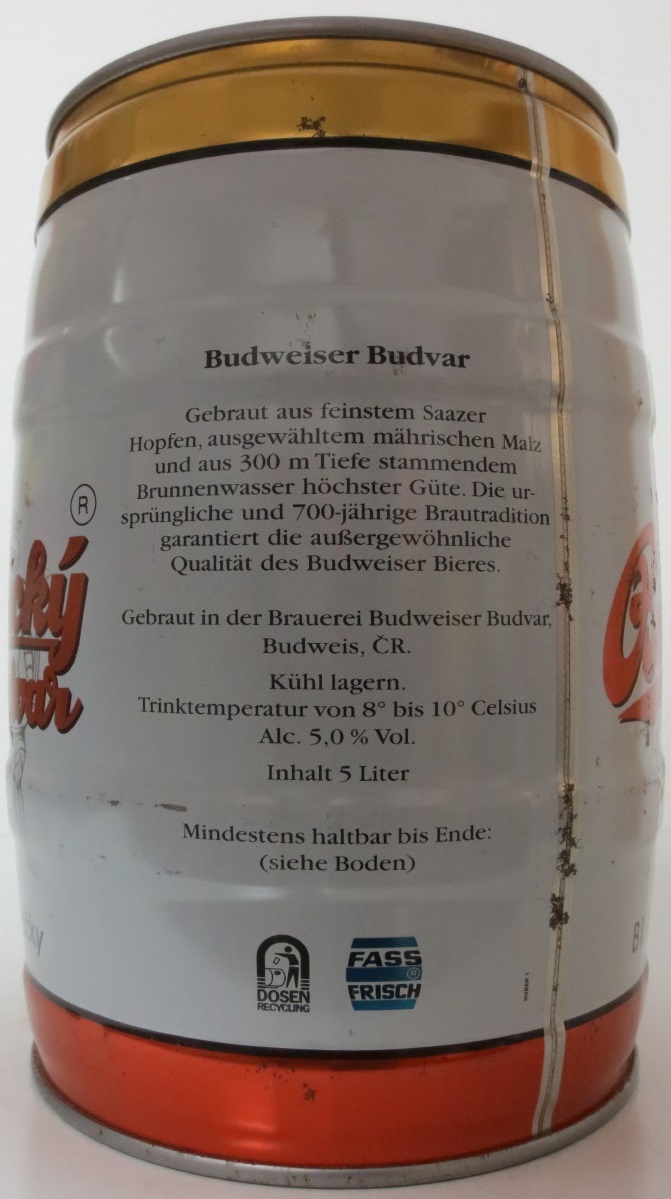 Budweiser Budvar
Gebraut aus feinstem Saazer
Hopfen, ausgewähltem mährischen Malz
und aus 300 m Tiefe stammendem
Brunnenwasser höchster Güte. Die ur-
sprüngliche und 700-jährige Brautradition
garantiert die außergewöhnliche
Qualität des Budweiser Bieres.
Gebraut in der Brauerei Budweiser Budvar,
Budweis, ČR.
Kühl lagern.
Trinktemperatur von 8° bis 10° Celsius
Alc. 5,0 % Vol.
Inhalt 5 Liter
Mindestens haltbar bis Ende:
(siehe Boden)
®
DOSEN
RECYCLING
FASS
®
FRISCH